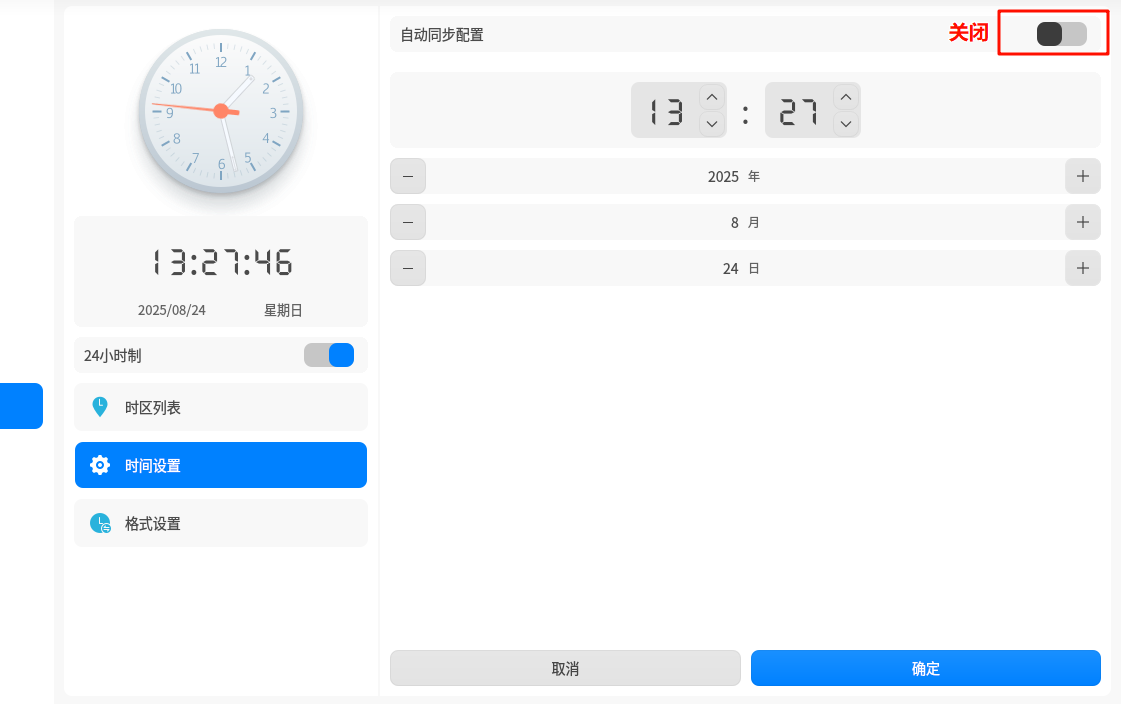 12
1
2
3
4
5
6
7
8
9
10
11
13:27:46
2025/08/24 星期日
24小时制
时区列表
时间设置
格式设置
自动同步配置 关闭
13 : 27
2025 年
8 月
24 日
取消 确定